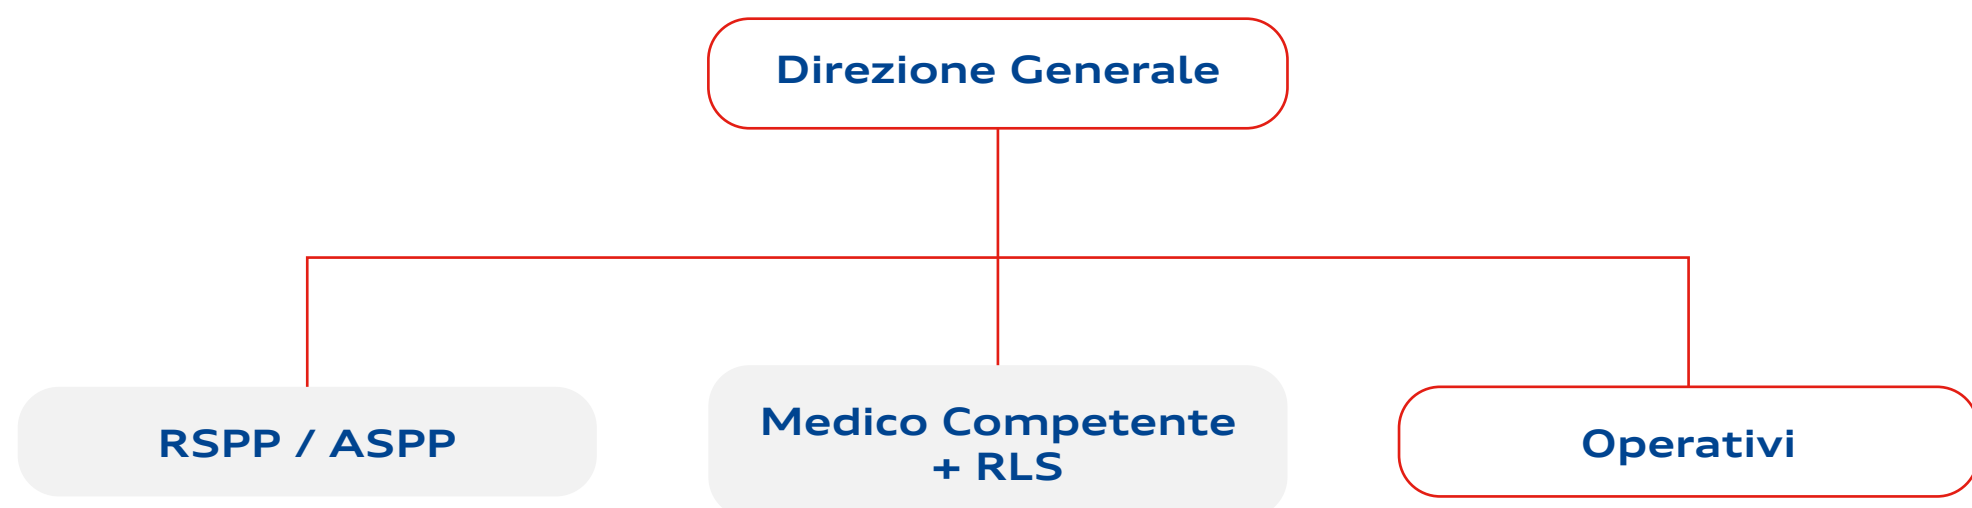 Direzione Generale
RSPP / ASPP
Medico Competente
+ RLS
Operativi